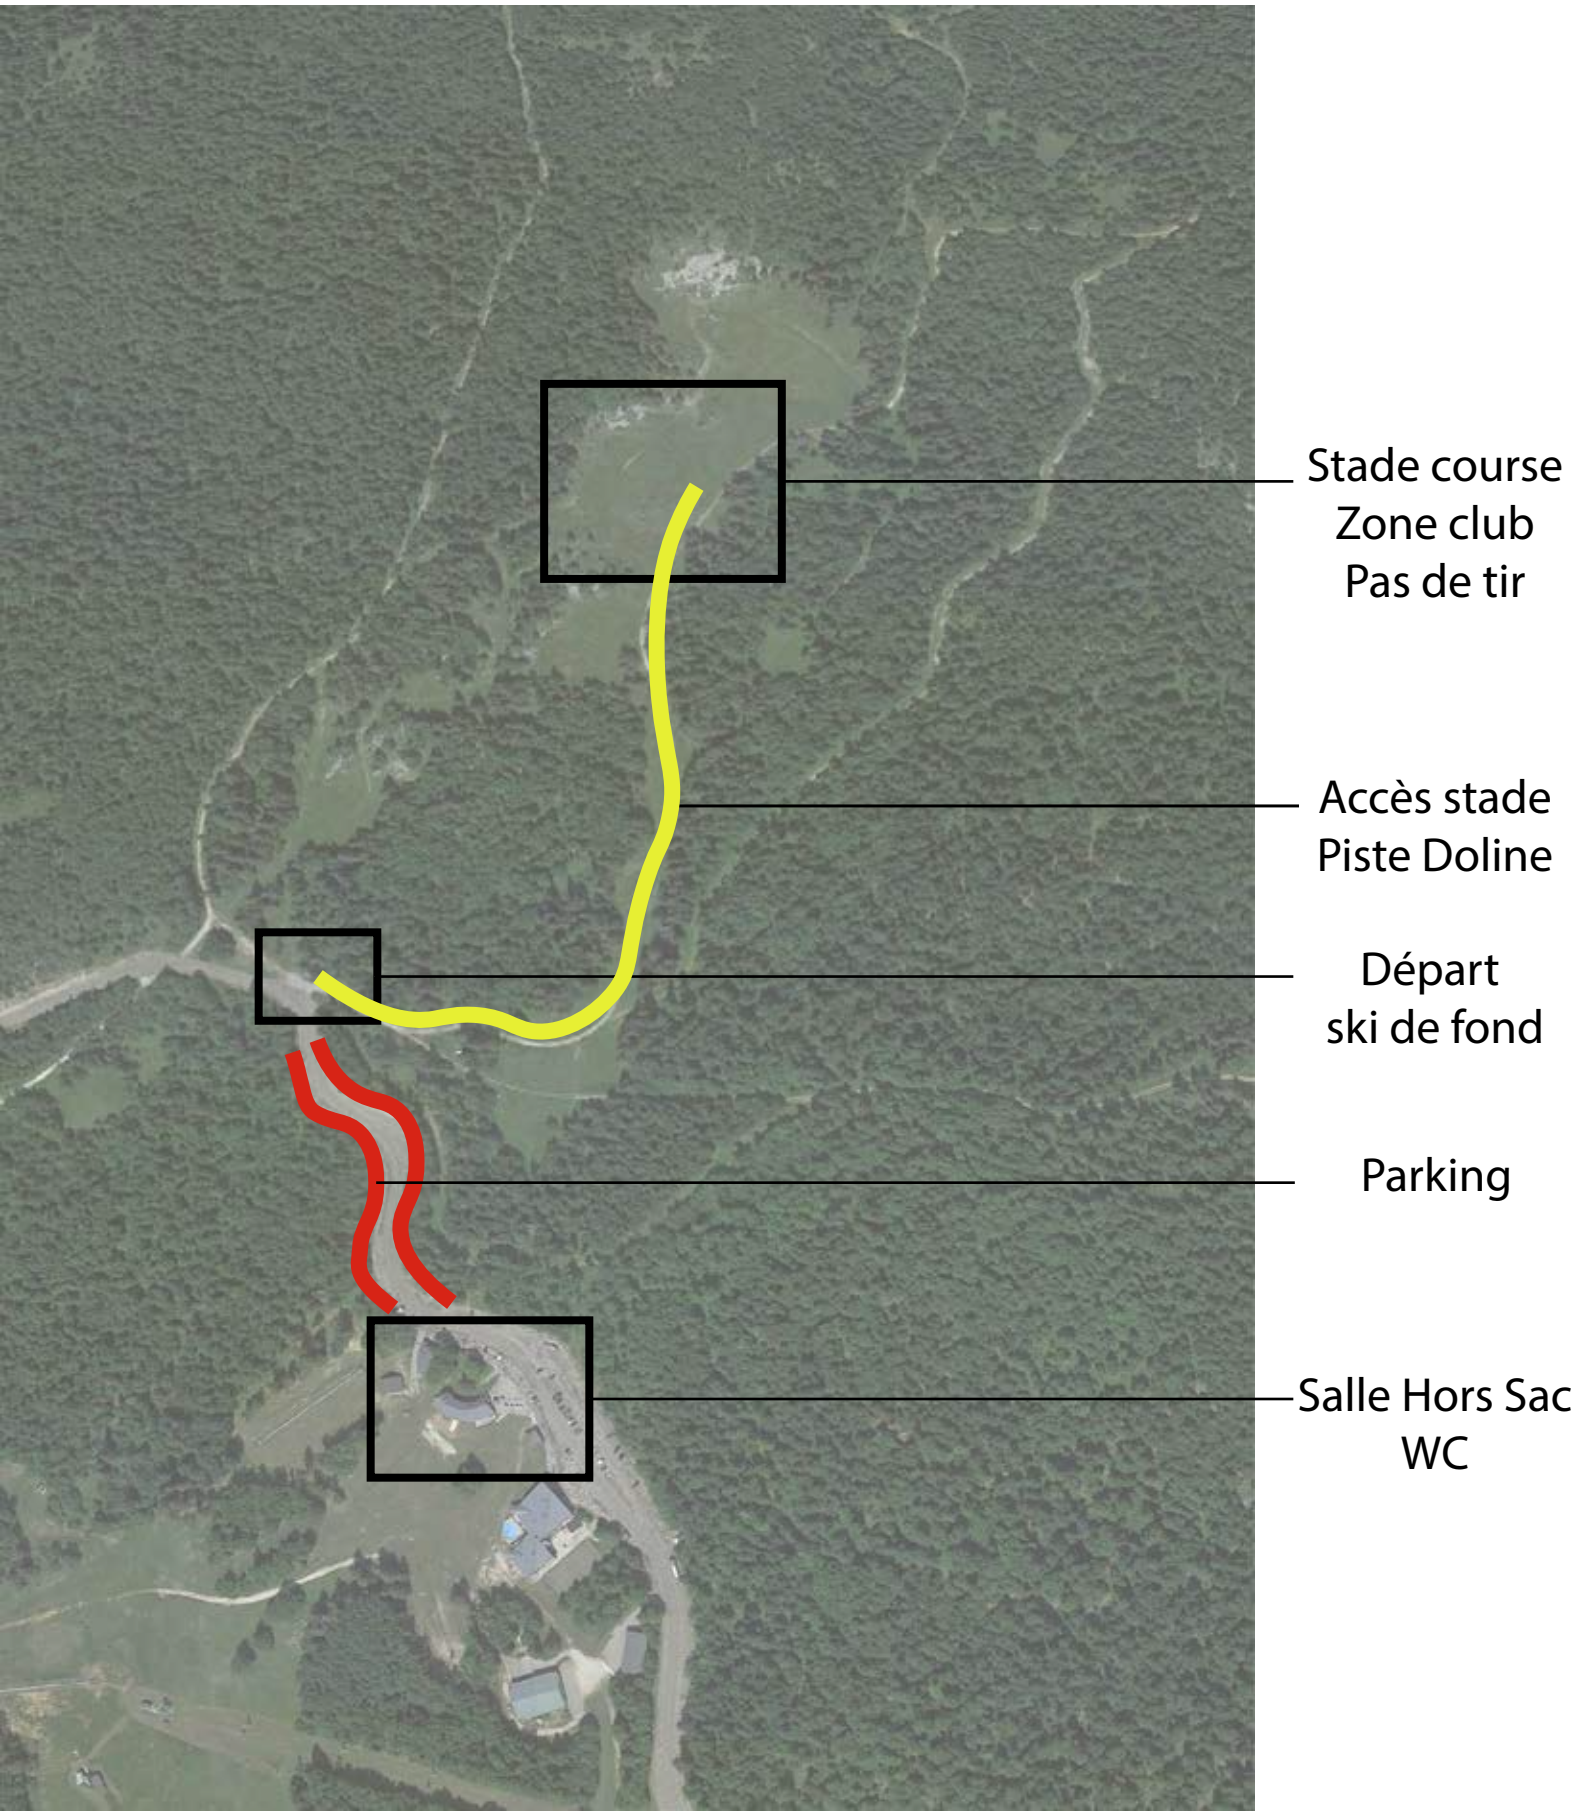 Stade course
Zone club
Pas de tir
Accès stade
Piste Doline
Départ
ski de fond
Parking
Salle Hors Sac
WC